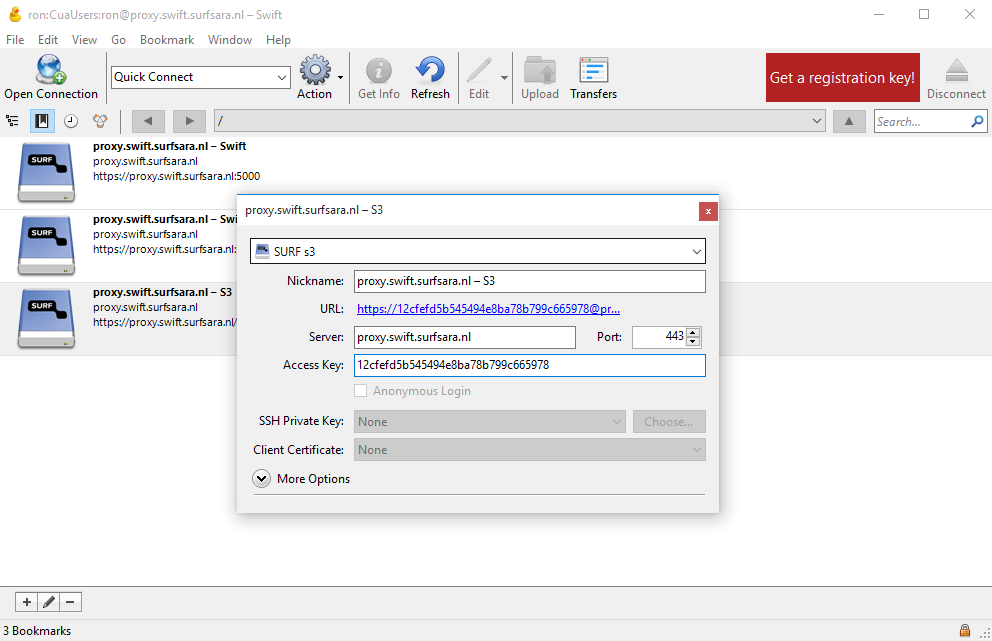 ron:CuaUsers:ron@proxy.swift.surfsara.nl – Swift
File Edit View Go Bookmark Window Help
Open Connection
Quick Connect
Action
Get Info
Refresh
Edit
Upload
Transfers
Get a registration key!
Disconnect
/
Search...
SURF
proxy.swift.surfsara.nl – Swift
proxy.swift.surfsara.nl
https://proxy.swift.surfsara.nl:5000
SURF
proxy.swift.surfsara.nl – Swi
proxy.swift.surfsara.nl
https://proxy.swift.surfsara.nl:
SURF
proxy.swift.surfsara.nl – S3
proxy.swift.surfsara.nl
https://proxy.swift.surfsara.nl/
proxy.swift.surfsara.nl – S3
x
SURF s3
Nickname: proxy.swift.surfsara.nl – S3
URL: https://12cfefd5b545494e8ba78b799c665978@pr...
Server: proxy.swift.surfsara.nl Port: 443
Access Key: 12cfefd5b545494e8ba78b799c665978
Anonymous Login
SSH Private Key: None Choose...
Client Certificate: None
More Options
3 Bookmarks